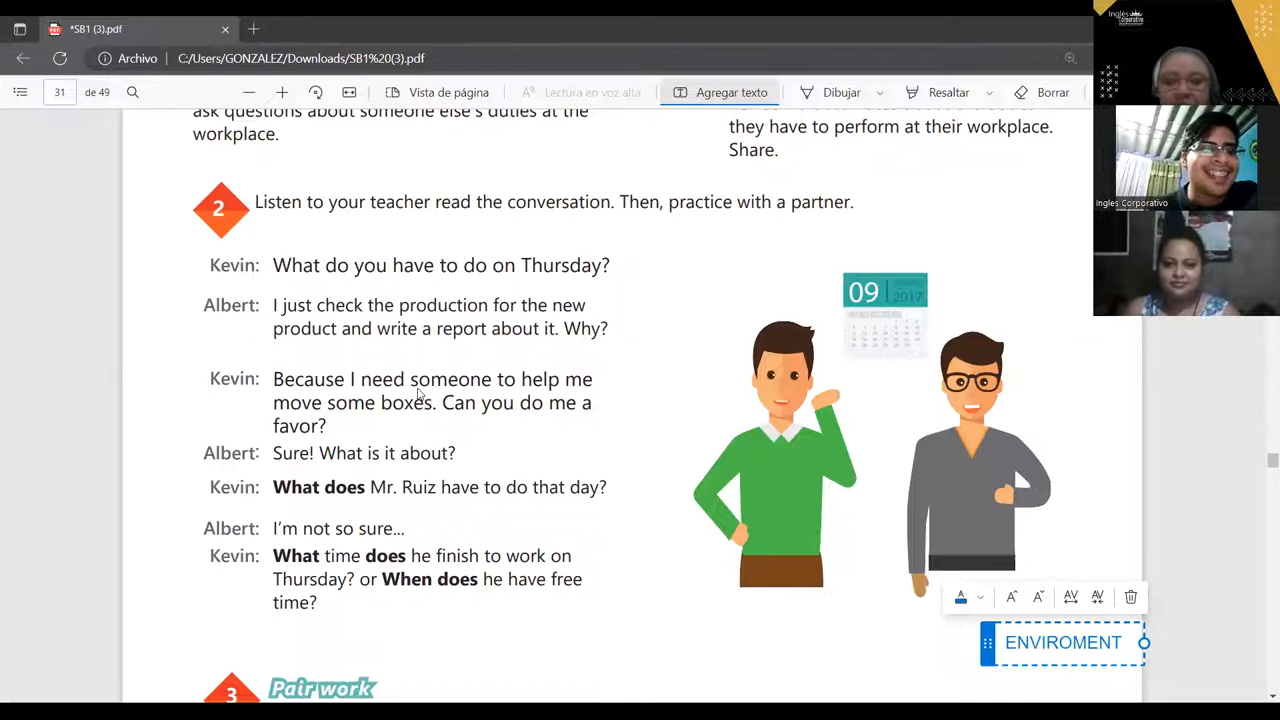 *SB1 (3).pdf
Archivo
C:/Users/GONZALEZ/Downloads/SB1%20(3).pdf
31
de 49
Vista de página
Lectura en voz alta
Agregar texto
Dibujar
Resaltar
Borrar
ask questions about someone else's duties at the
workplace.
they have to perform at their workplace.
Share.
2
Listen to your teacher read the conversation. Then, practice with a partner.
Kevin: What do you have to do on Thursday?
Albert: I just check the production for the new
product and write a report about it. Why?
Kevin: Because I need someone to help me
move some boxes. Can you do me a
favor?
Albert: Sure! What is it about?
Kevin: What does Mr. Ruiz have to do that day?
Albert: I'm not so sure...
Kevin: What time does he finish to work on
Thursday? or When does he have free
time?
09
2017
ENVIROMENT
3
Pair work
Inglés
Corporativo
Ingles Corporativo